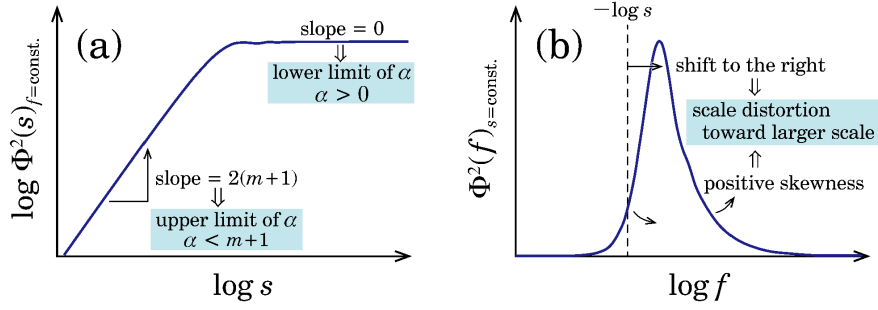 (a)
slope = 0
⇓
lower limit of α
α > 0
slope = 2(m+1)
⇓
upper limit of α
α < m+1
log Φ²(s)f=const.
log s
(b)
−log s
shift to the right
⇓
scale distortion
toward larger scale
⇑
positive skewness
Φ²(f)s=const.
log f